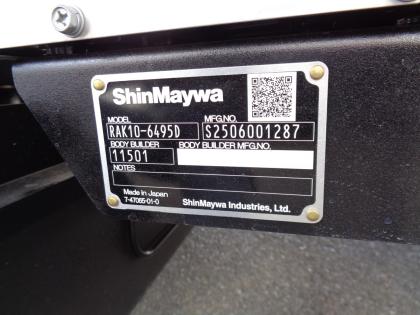 ShinMaywa
MODEL MFG.NO.
RAK10-6495D S2506001287
BODY BUILDER BODY BUILDER MFG.NO.
11501
NOTES
Made in Japan
7-47065-01-0 ShinMaywa Industries, Ltd.